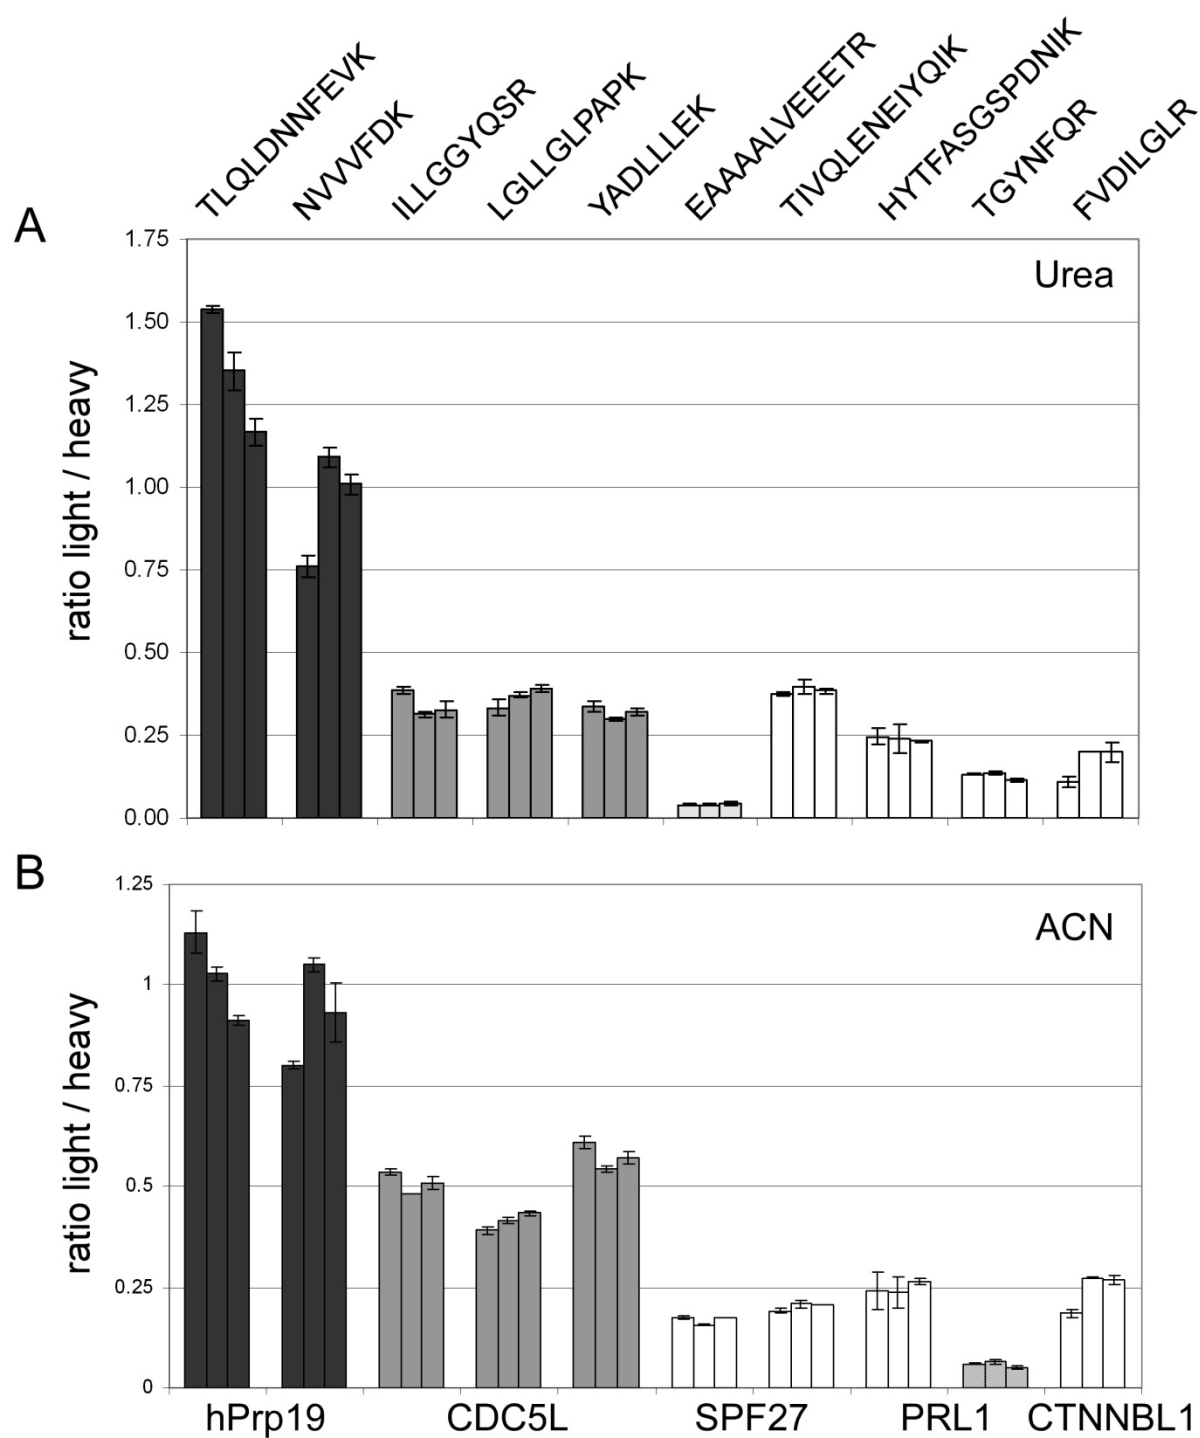 TLQLDNNFEVK
NVVVFDK
ILLGGYQSR
LGLLGLPAPK
YADLLLEK
EAAAALVEEETR
TIVQLENEIYQIK
HYTFASGSPDNIK
TGYNFQR
FVDILGLR
A
Urea
ratio light / heavy
1.75
1.50
1.25
1.00
0.75
0.50
0.25
0.00
B
ACN
ratio light / heavy
1.25
1
0.75
0.5
0.25
0
hPrp19 CDC5L SPF27 PRL1 CTNNBL1